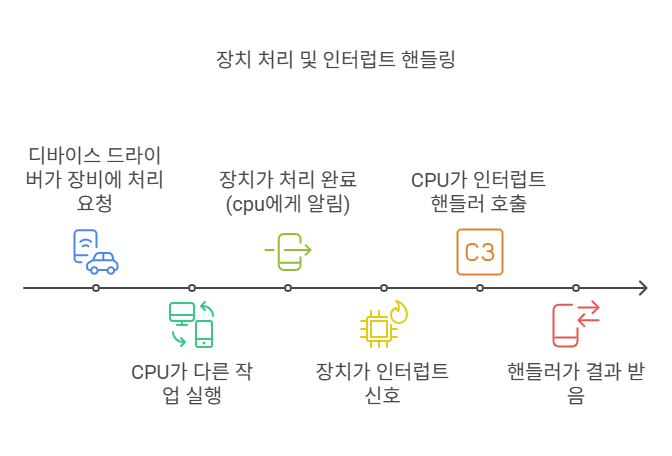 장치 처리 및 인터럽트 핸들링
디바이스 드라이
버가 장비에 처리
요청
CPU가 다른 작
업 실행
장치가 처리 완료
(cpu에게 알림)
장치가 인터럽트
신호
CPU가 인터럽트
핸들러 호출
C3
핸들러가 결과 받
음